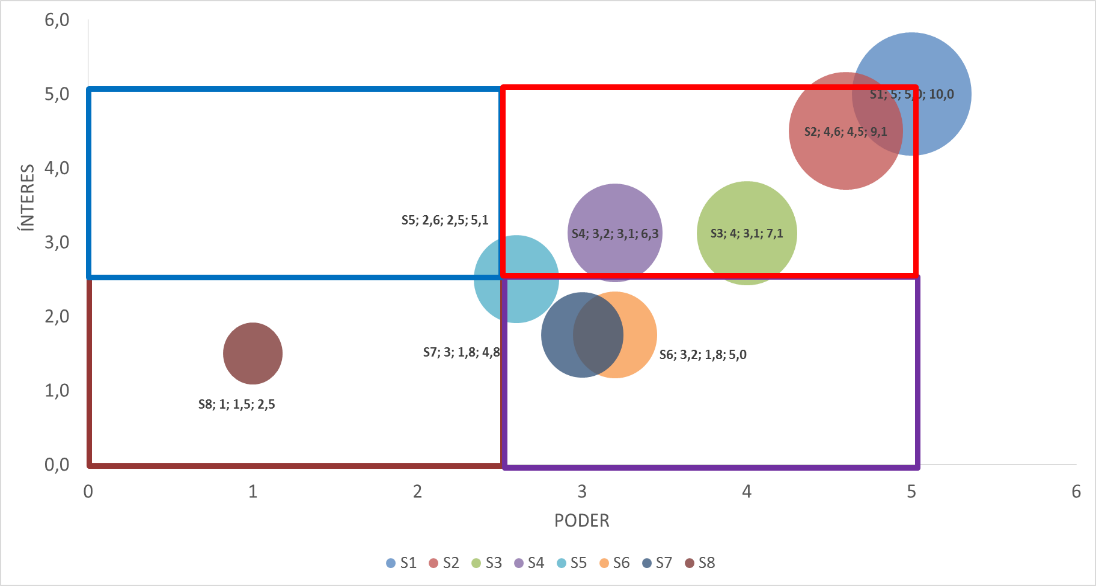 6,0
5,0
4,0
3,0
2,0
1,0
0,0
ÍNTERES
S1; 5; 5,0; 10,0
S2; 4,6; 4,5; 9,1
S5; 2,6; 2,5; 5,1
S4; 3,2; 3,1; 6,3
S3; 4; 3,1; 7,1
S7; 3; 1,8; 4,8
S6; 3,2; 1,8; 5,0
S8; 1; 1,5; 2,5
0 1 2 3 4 5 6
PODER
S1 S2 S3 S4 S5 S6 S7 S8